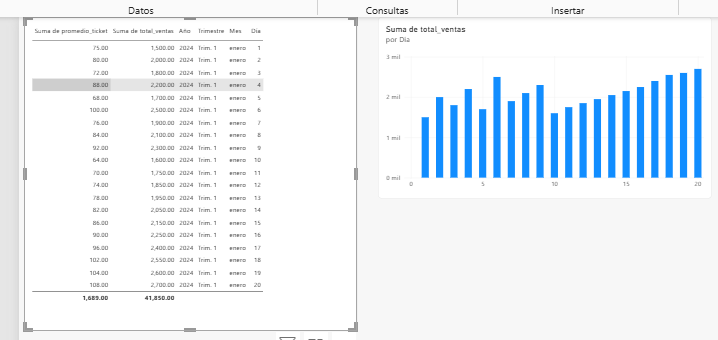 Datos Consultas Insertar
Suma de promedio_ticket Suma de total_ventas Año Trimestre Mes Día
75.00 1,500.00 2024 Trim. 1 enero 1
80.00 2,000.00 2024 Trim. 1 enero 2
72.00 1,800.00 2024 Trim. 1 enero 3
88.00 2,200.00 2024 Trim. 1 enero 4
68.00 1,700.00 2024 Trim. 1 enero 5
100.00 2,500.00 2024 Trim. 1 enero 6
76.00 1,900.00 2024 Trim. 1 enero 7
84.00 2,100.00 2024 Trim. 1 enero 8
92.00 2,300.00 2024 Trim. 1 enero 9
64.00 1,600.00 2024 Trim. 1 enero 10
70.00 1,750.00 2024 Trim. 1 enero 11
74.00 1,850.00 2024 Trim. 1 enero 12
78.00 1,950.00 2024 Trim. 1 enero 13
82.00 2,050.00 2024 Trim. 1 enero 14
86.00 2,150.00 2024 Trim. 1 enero 15
90.00 2,250.00 2024 Trim. 1 enero 16
96.00 2,400.00 2024 Trim. 1 enero 17
102.00 2,550.00 2024 Trim. 1 enero 18
104.00 2,600.00 2024 Trim. 1 enero 19
108.00 2,700.00 2024 Trim. 1 enero 20
1,689.00 41,850.00
Suma de total_ventas
por Día
3 mil
2 mil
1 mil
0 mil
0 5 10 15 20